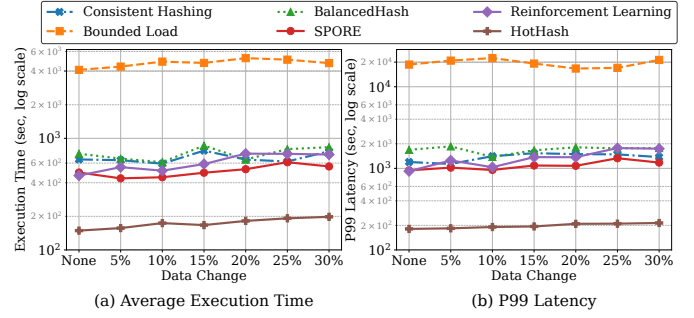 Consistent Hashing
BalancedHash
Reinforcement Learning
Bounded Load
SPORE
HotHash
Execution Time (sec, log scale)
6 × 10³
4 × 10³
2 × 10³
10³
6 × 10²
4 × 10²
2 × 10²
10²
None 5% 10% 15% 20% 25% 30%
Data Change
(a) Average Execution Time
P99 Latency (sec, log scale)
2 × 10⁴
10⁴
6 × 10³
4 × 10³
2 × 10³
10³
6 × 10²
4 × 10²
2 × 10²
10²
None 5% 10% 15% 20% 25% 30%
Data Change
(b) P99 Latency